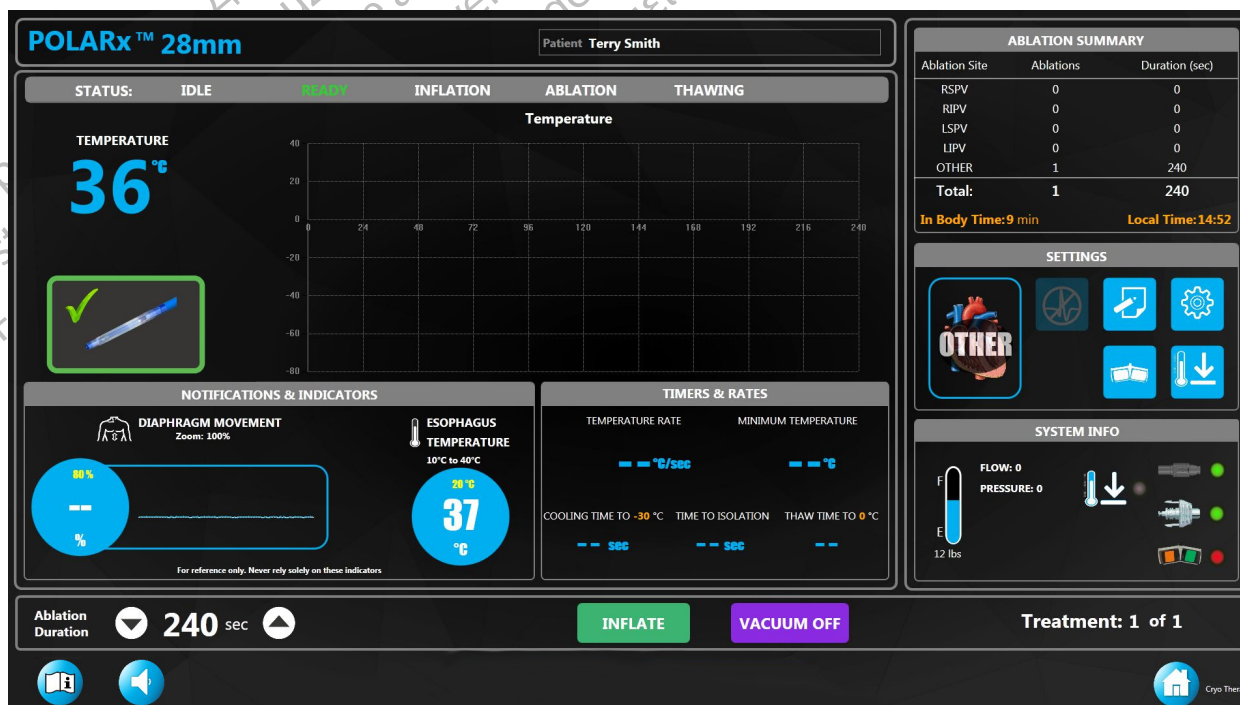 POLARx™ 28mm
Patient Terry Smith
STATUS: IDLE READY INFLATION ABLATION THAWING
TEMPERATURE
36 °C
Temperature
40
20
0
-20
-40
-60
-80
0 24 48 72 96 120 144 168 192 216 240
NOTIFICATIONS & INDICATORS
DIAPHRAGM MOVEMENT
Zoom: 100%
-- %
ESOPHAGUS
TEMPERATURE
10°C to 40°C
20 °C
37
°C
For reference only. Never rely solely on these indicators
TIMERS & RATES
TEMPERATURE RATE MINIMUM TEMPERATURE
-- °C/sec -- °C
COOLING TIME TO -30 °C TIME TO ISOLATION THAW TIME TO 0 °C
-- sec -- sec --
ABLATION SUMMARY
Ablation Site Ablations Duration (sec)
RSPV 0 0
RIPV 0 0
LSPV 0 0
LIPV 0 0
OTHER 1 240
Total: 1 240
In Body Time: 9 min Local Time: 14:52
SETTINGS
OTHER
SYSTEM INFO
F
E
12 lbs
FLOW: 0
PRESSURE: 0
Ablation
Duration
240 sec
INFLATE
VACUUM OFF
Treatment: 1 of 1